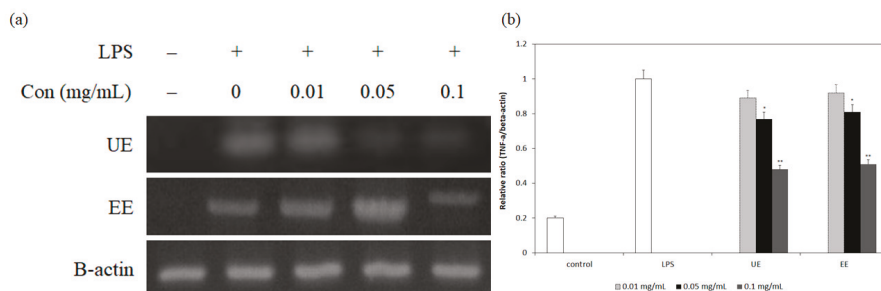 (a)
LPS – + + + +
Con (mg/mL) – 0 0.01 0.05 0.1
UE
EE
B-actin
(b)
Relative ratio (TNF-a/beta-actin)
1.2
1
0.8
0.6
0.4
0.2
0
* ** * **
control LPS UE EE
0.01 mg/mL 0.05 mg/mL 0.1 mg/mL